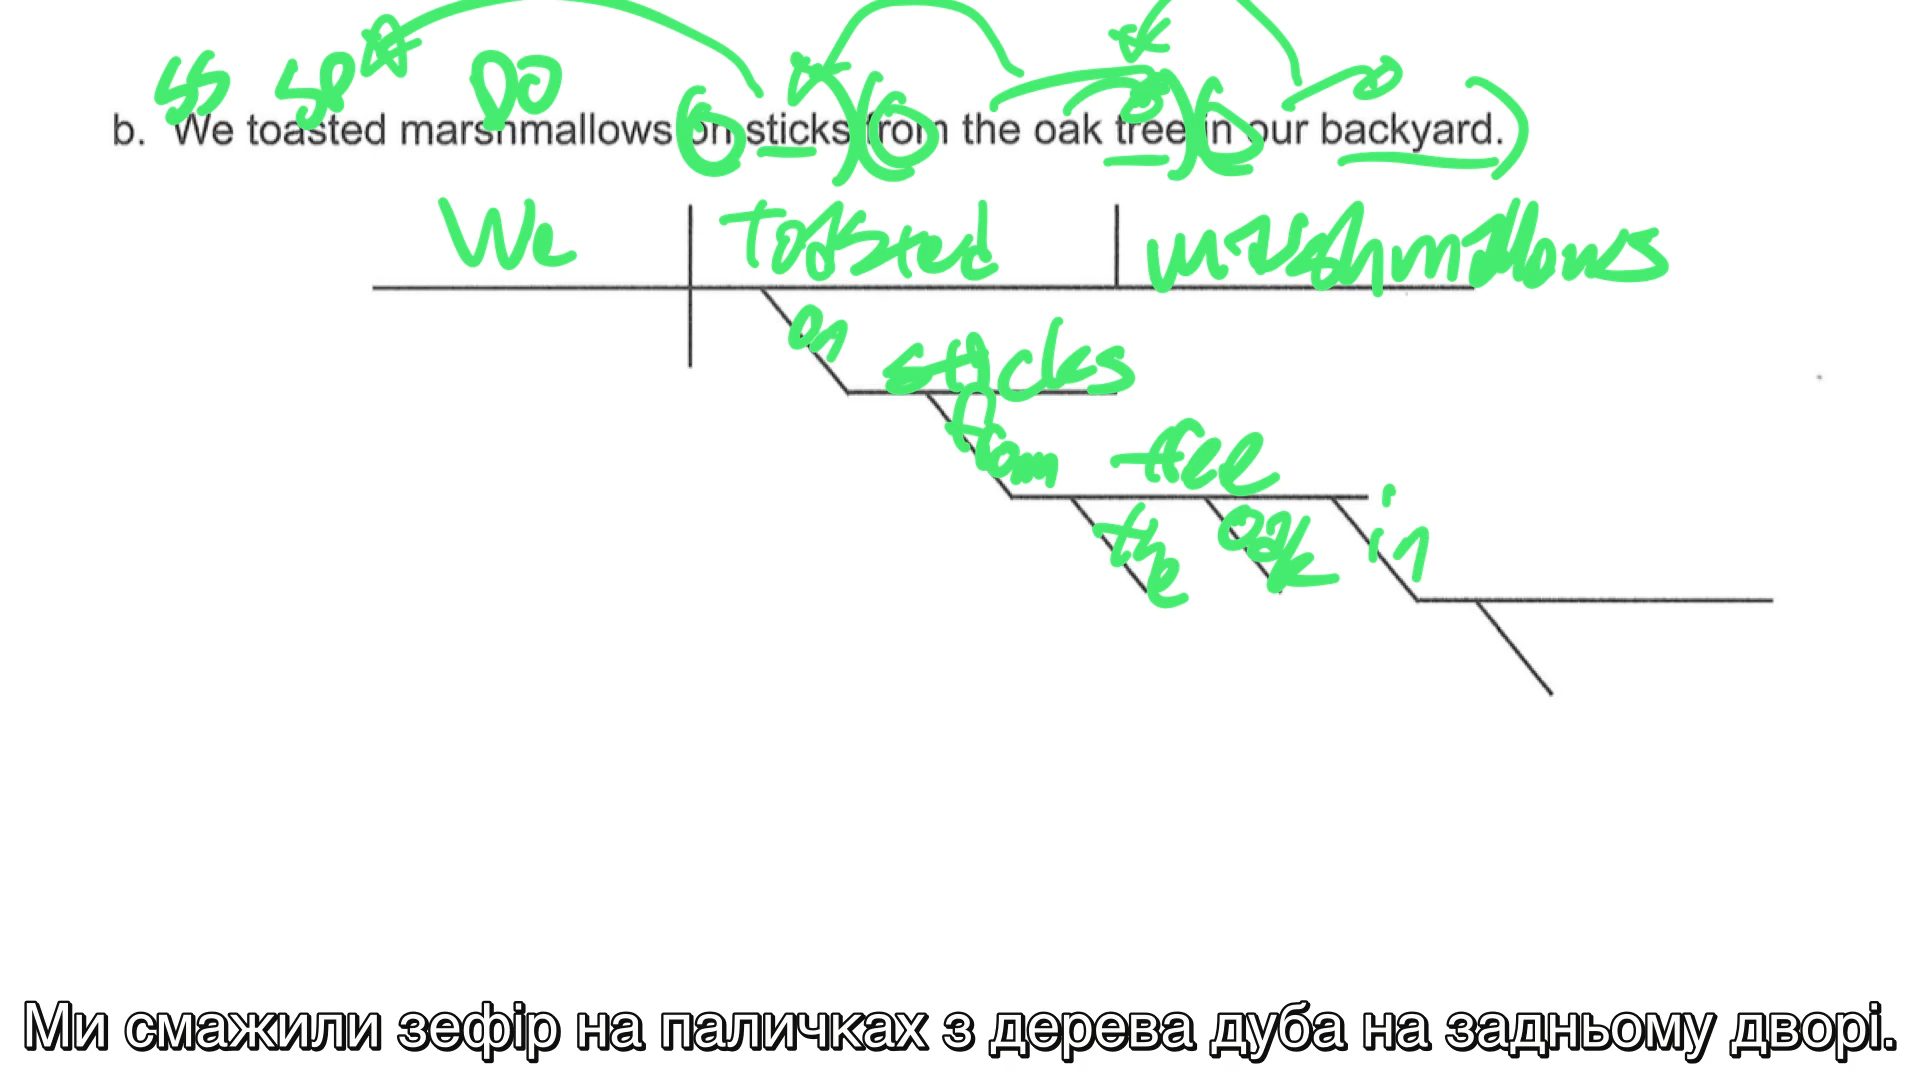 ss sp DO
b. We toasted marshmallows on sticks from the oak tree in our backyard.
We toasted marshmallows
on sticks
from tree
the oak in
Ми смажили зефір на паличках з дерева дуба на задньому дворі.